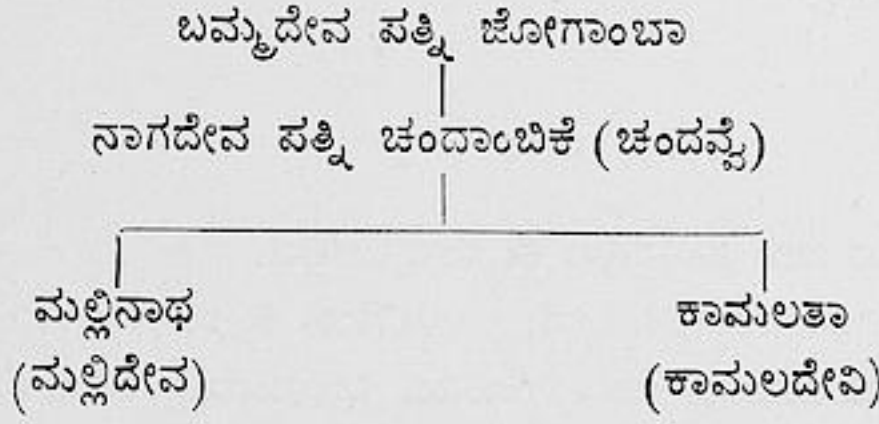 ಬಮ್ಮದೇವ ಪತ್ನಿ ಜೋಗಾಂಬಾ
ನಾಗದೇವ ಪತ್ನಿ ಚಂದಾಂಬಿಕೆ (ಚಂದವ್ವೆ)
ಮಲ್ಲಿನಾಥ ಕಾಮಲತಾ
(ಮಲ್ಲಿದೇವ) (ಕಾಮಲದೇವಿ)